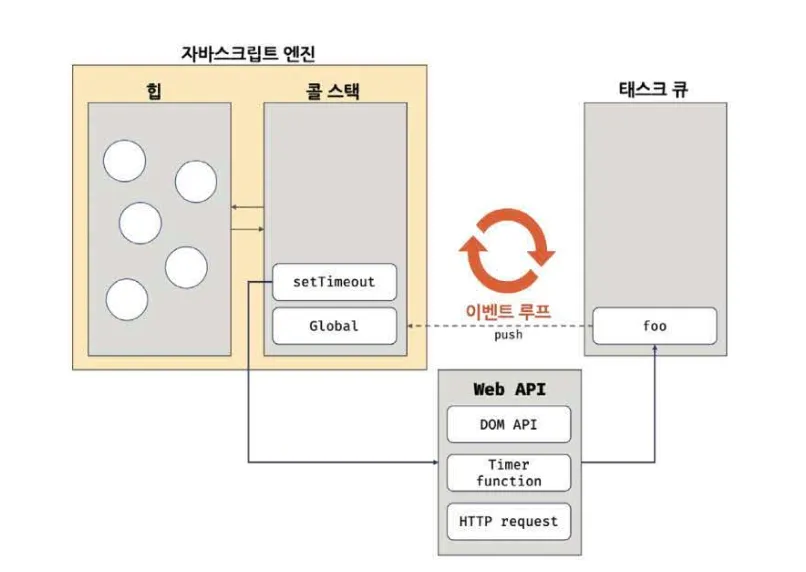 자바스크립트 엔진
힙
콜 스택
태스크 큐
setTimeout
Global
이벤트 루프
push
foo
Web API
DOM API
Timer
function
HTTP request